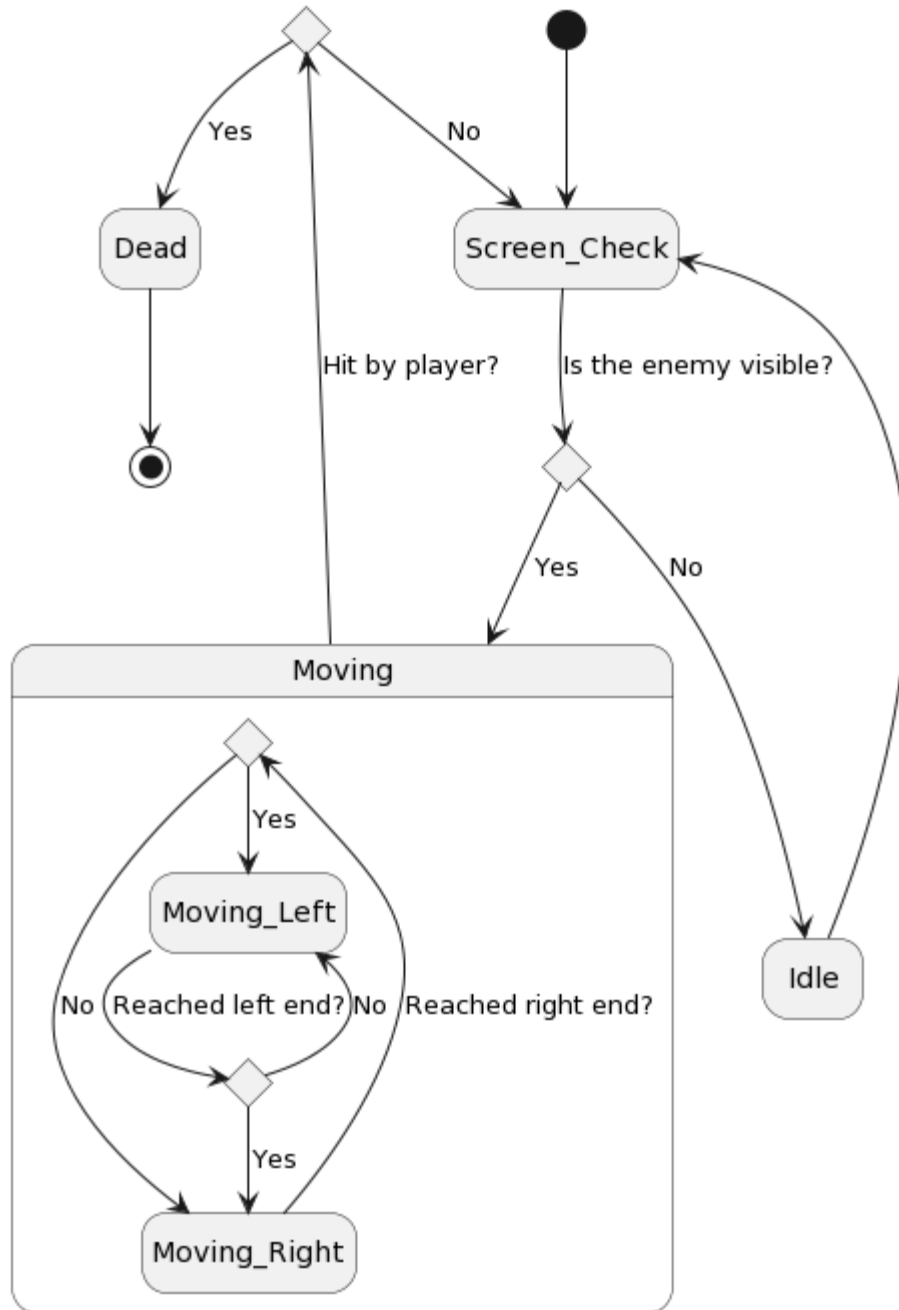 Yes
No
Dead
Screen_Check
Hit by player?
Is the enemy visible?
Yes
No
Moving
Yes
Moving_Left
No
Reached left end?
No
Reached right end?
Idle
Yes
Moving_Right